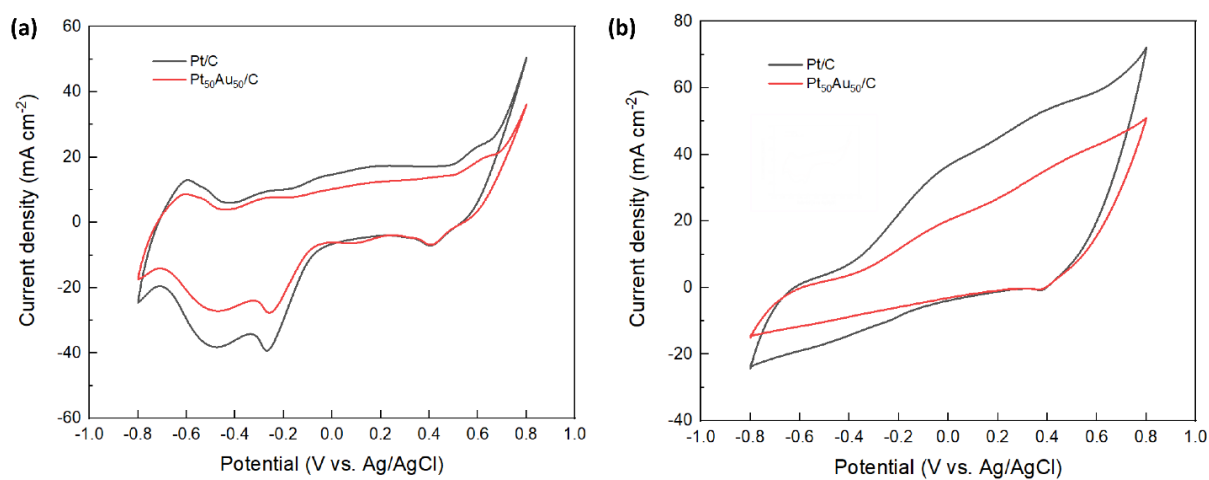 (a)
60
40
20
0
-20
-40
-60
Current density (mA cm⁻²)
Pt/C
Pt₅₀Au₅₀/C
-1.0 -0.8 -0.6 -0.4 -0.2 0.0 0.2 0.4 0.6 0.8 1.0
Potential (V vs. Ag/AgCl)
(b)
80
60
40
20
0
-20
-40
Current density (mA cm⁻²)
Pt/C
Pt₅₀Au₅₀/C
-1.0 -0.8 -0.6 -0.4 -0.2 0.0 0.2 0.4 0.6 0.8 1.0
Potential (V vs. Ag/AgCl)